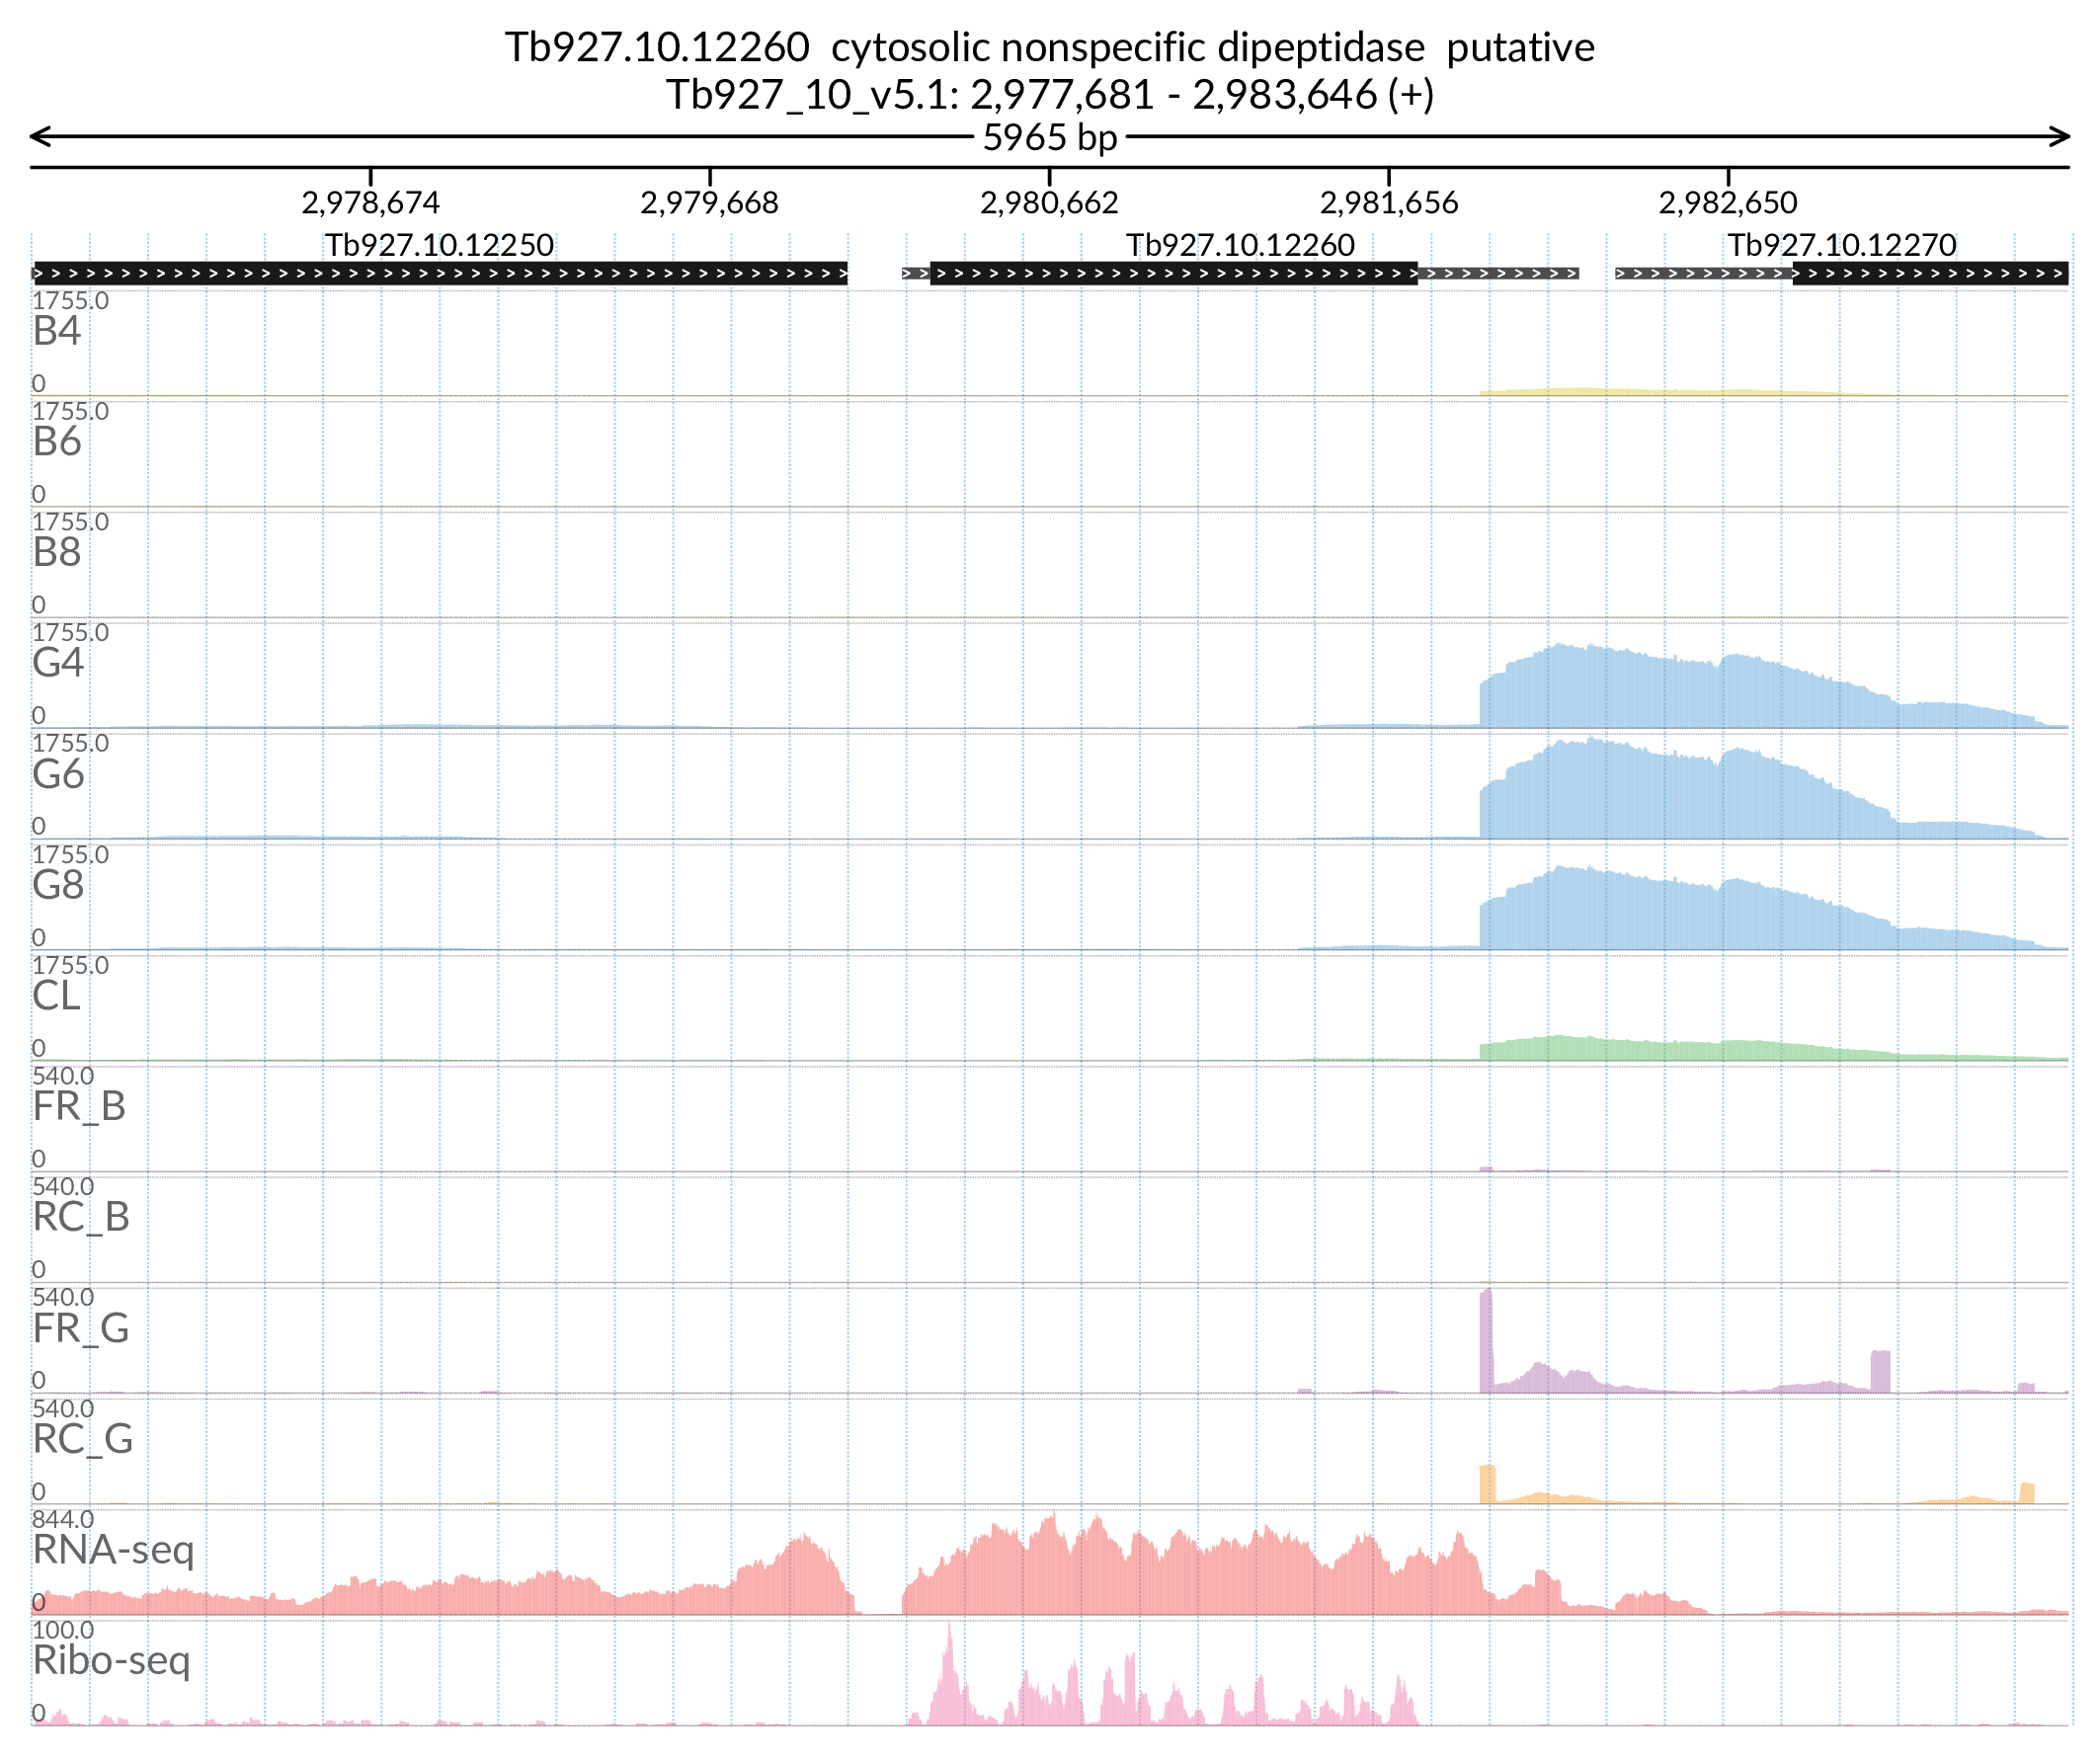 Tb927.10.12260 cytosolic nonspecific dipeptidase putative
Tb927_10_v5.1: 2,977,681 - 2,983,646 (+)
5965 bp
2,978,674 2,979,668 2,980,662 2,981,656 2,982,650
Tb927.10.12250 Tb927.10.12260 Tb927.10.12270
1755.0
B4
0
1755.0
B6
0
1755.0
B8
0
1755.0
G4
0
1755.0
G6
0
1755.0
G8
0
1755.0
CL
0
540.0
FR_B
0
540.0
RC_B
0
540.0
FR_G
0
540.0
RC_G
0
844.0
RNA-seq
0
100.0
Ribo-seq
0